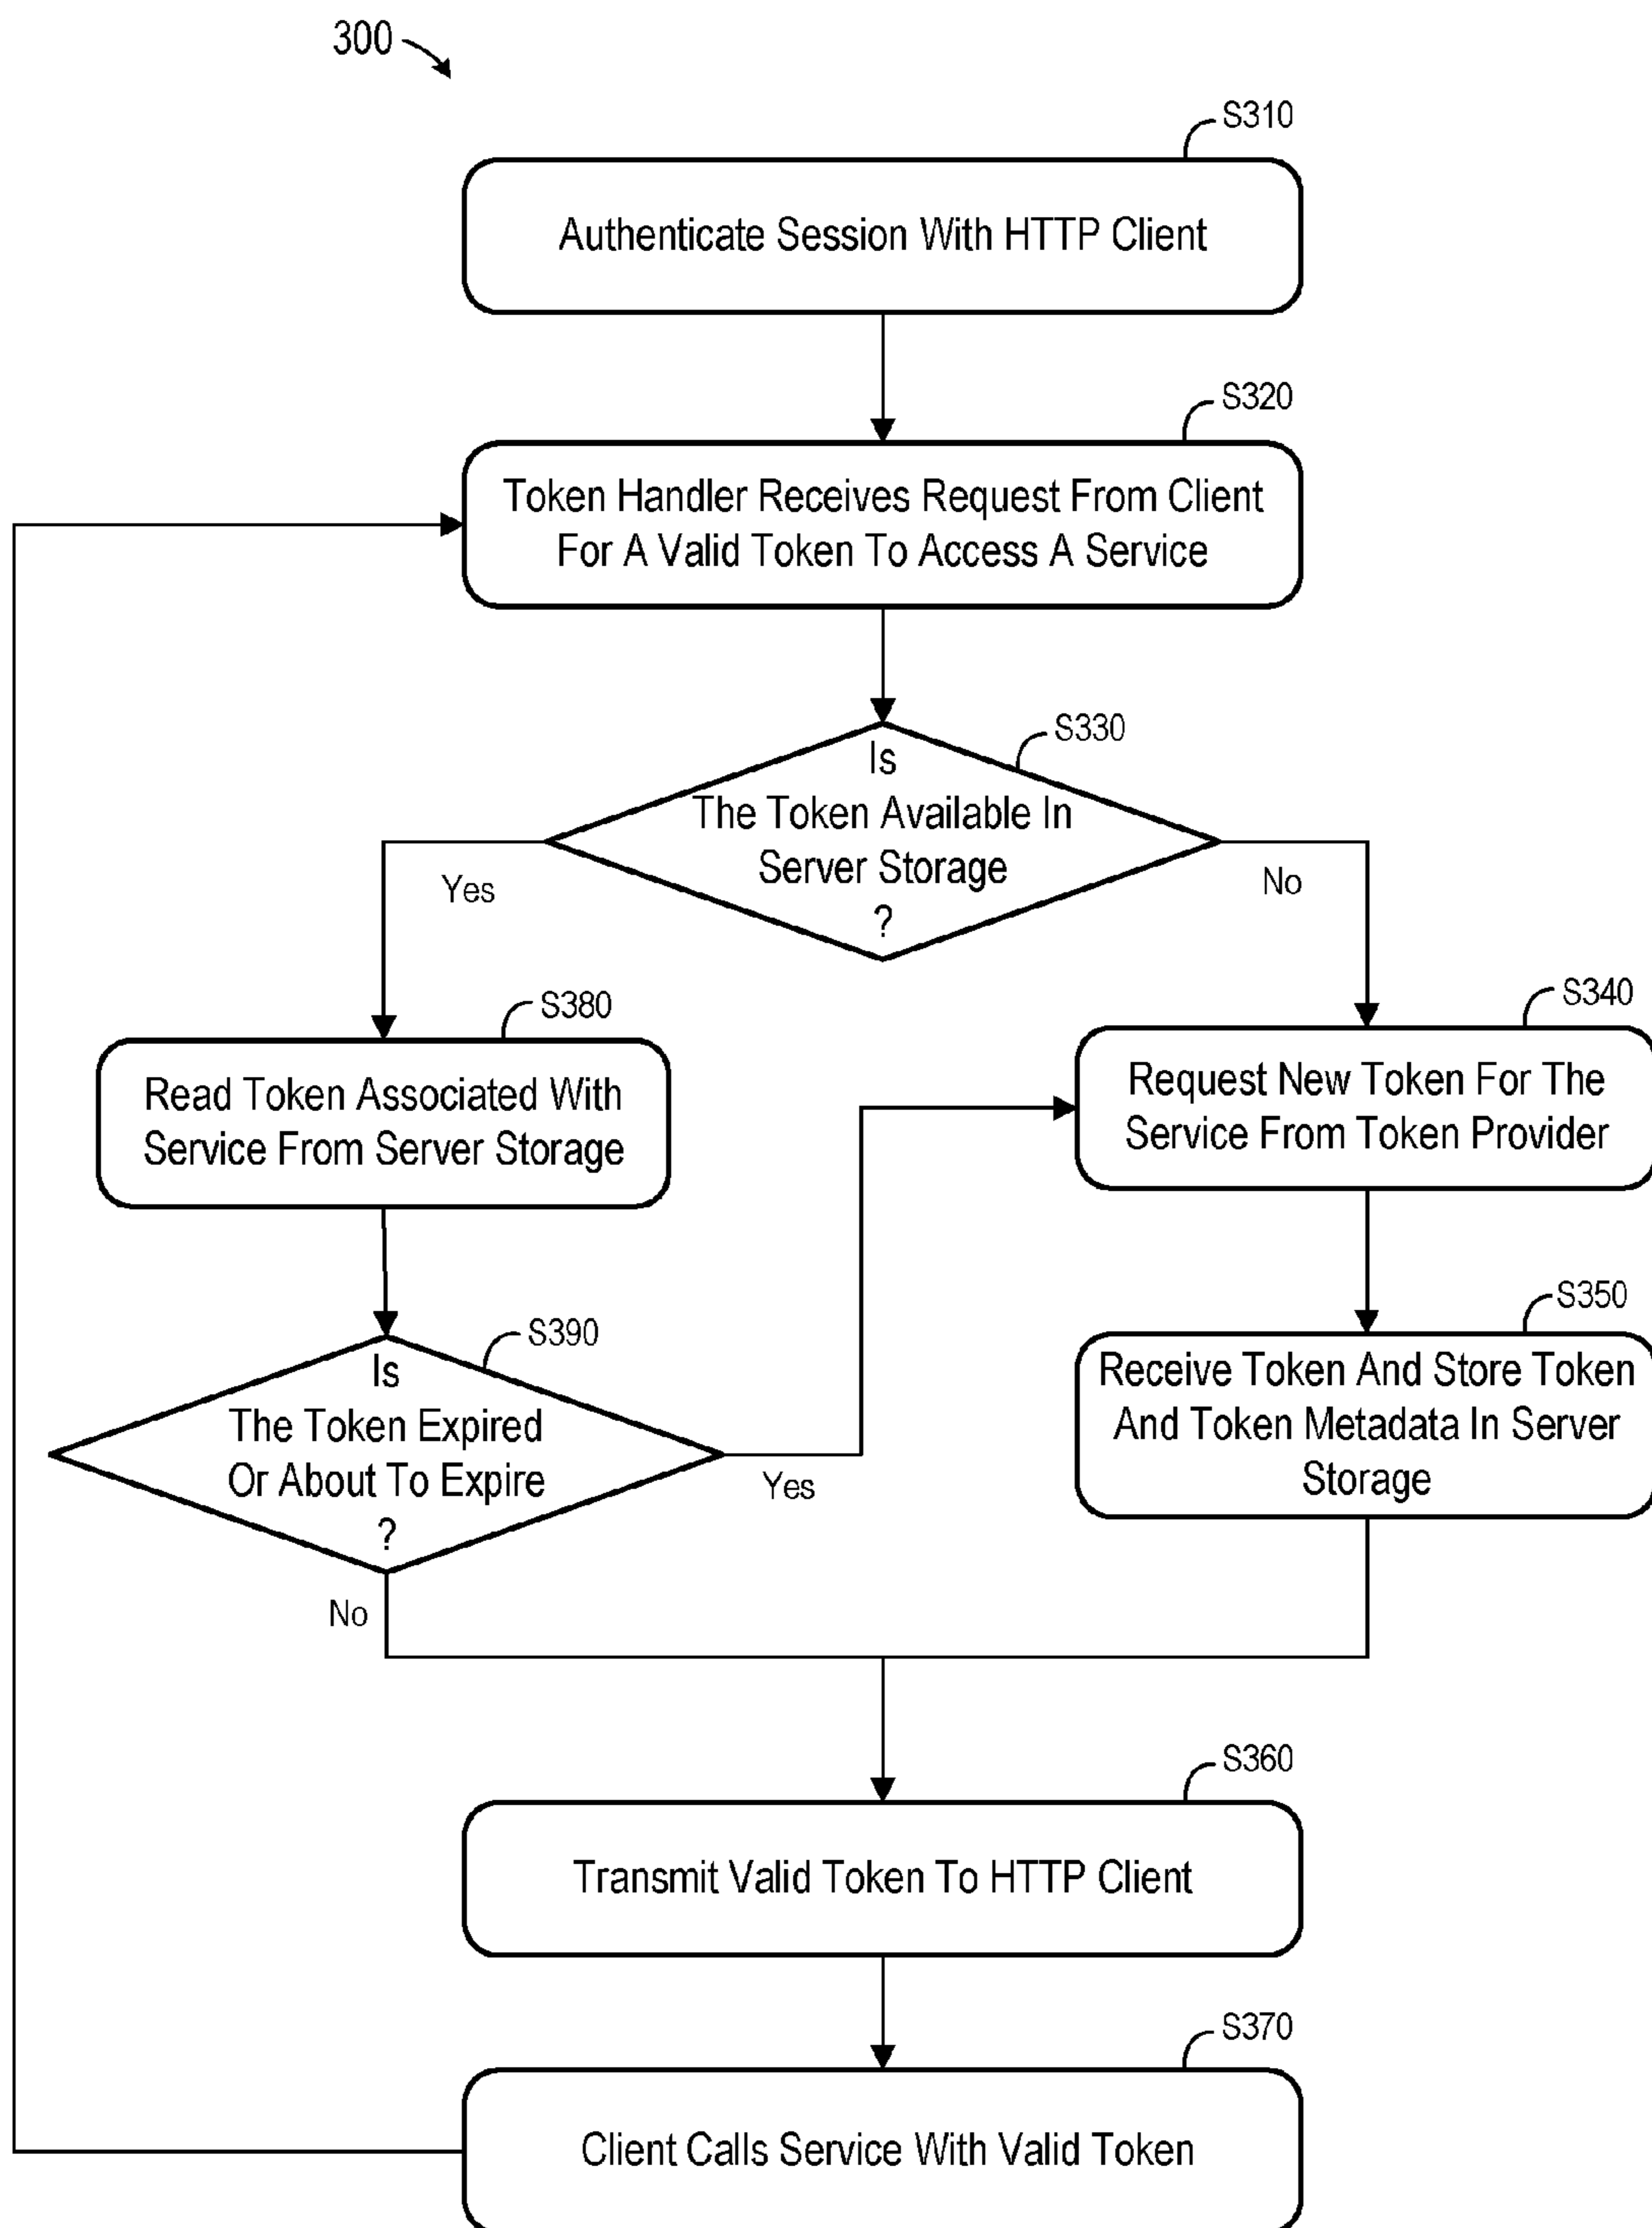 300
S310
Authenticate Session With HTTP Client
S320
Token Handler Receives Request From Client
For A Valid Token To Access A Service
S330
Is
The Token Available In
Server Storage
?
Yes
No
S380
Read Token Associated With
Service From Server Storage
S340
Request New Token For The
Service From Token Provider
S390
Is
The Token Expired
Or About To Expire
?
Yes
No
S350
Receive Token And Store Token
And Token Metadata In Server
Storage
S360
Transmit Valid Token To HTTP Client
S370
Client Calls Service With Valid Token